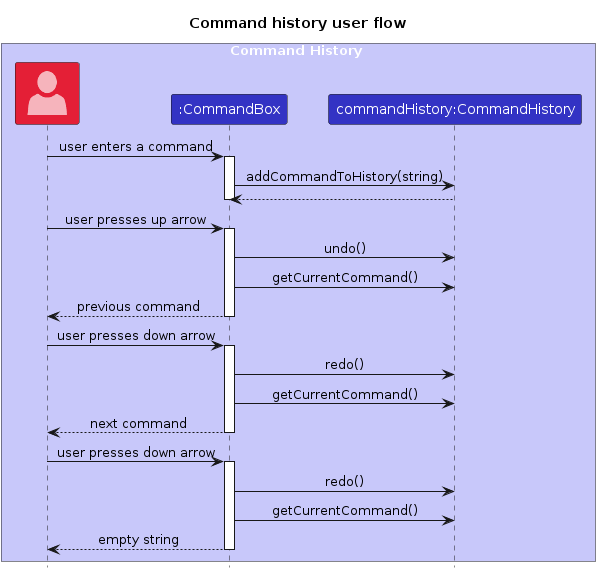 Command history user flow
Command History
:CommandBox
commandHistory:CommandHistory
user enters a command
addCommandToHistory(string)
user presses up arrow
undo()
getCurrentCommand()
previous command
user presses down arrow
redo()
getCurrentCommand()
next command
user presses down arrow
redo()
getCurrentCommand()
empty string